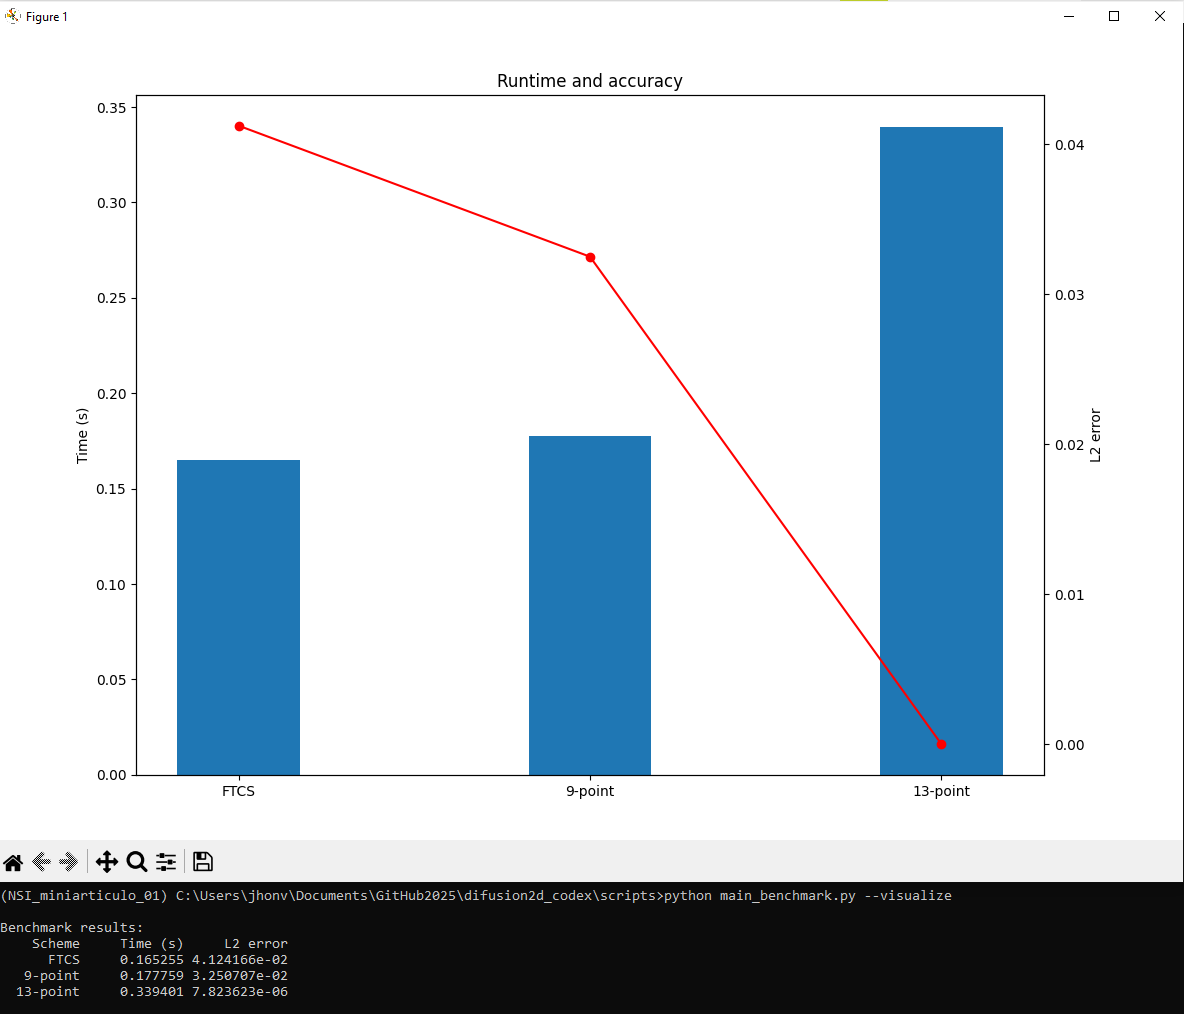 Figure 1
Runtime and accuracy
0.35
0.30
0.25
0.20
0.15
0.10
0.05
0.00
Time (s)
0.04
0.03
0.02
0.01
0.00
L2 error
FTCS 9-point 13-point
(NSI_miniarticulo_01) C:\Users\jhonv\Documents\GitHub2025\difusion2d_codex\scripts>python main_benchmark.py --visualize
Benchmark results:
Scheme Time (s) L2 error
FTCS 0.165255 4.124166e-02
9-point 0.177759 3.250707e-02
13-point 0.339401 7.823623e-06